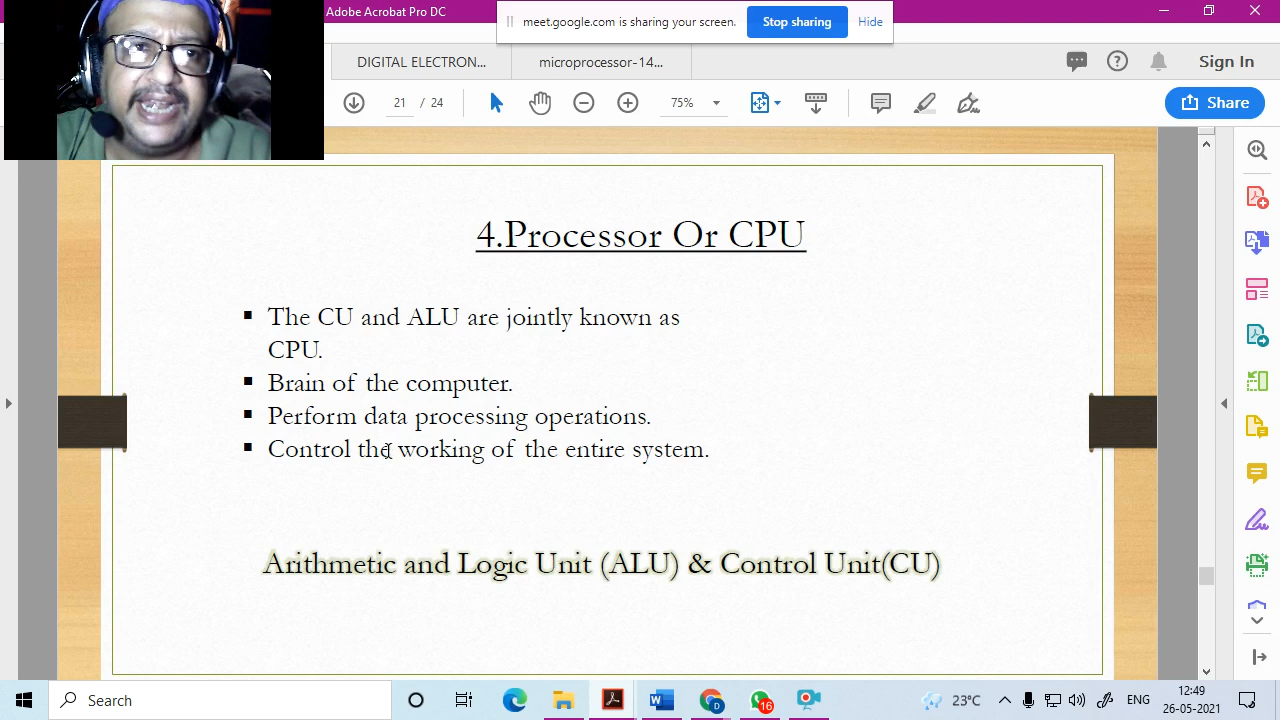 Adobe Acrobat Pro DC
meet.google.com is sharing your screen.
Stop sharing
Hide
DIGITAL ELECTRON...
microprocessor-14...
Sign In
21 / 24
75%
Share
4.Processor Or CPU
▪ The CU and ALU are jointly known as
CPU.
▪ Brain of the computer.
▪ Perform data processing operations.
▪ Control the working of the entire system.
Arithmetic and Logic Unit (ALU) & Control Unit(CU)
Search
W
D
16
23°C
ENG
12:49
26-05-2021